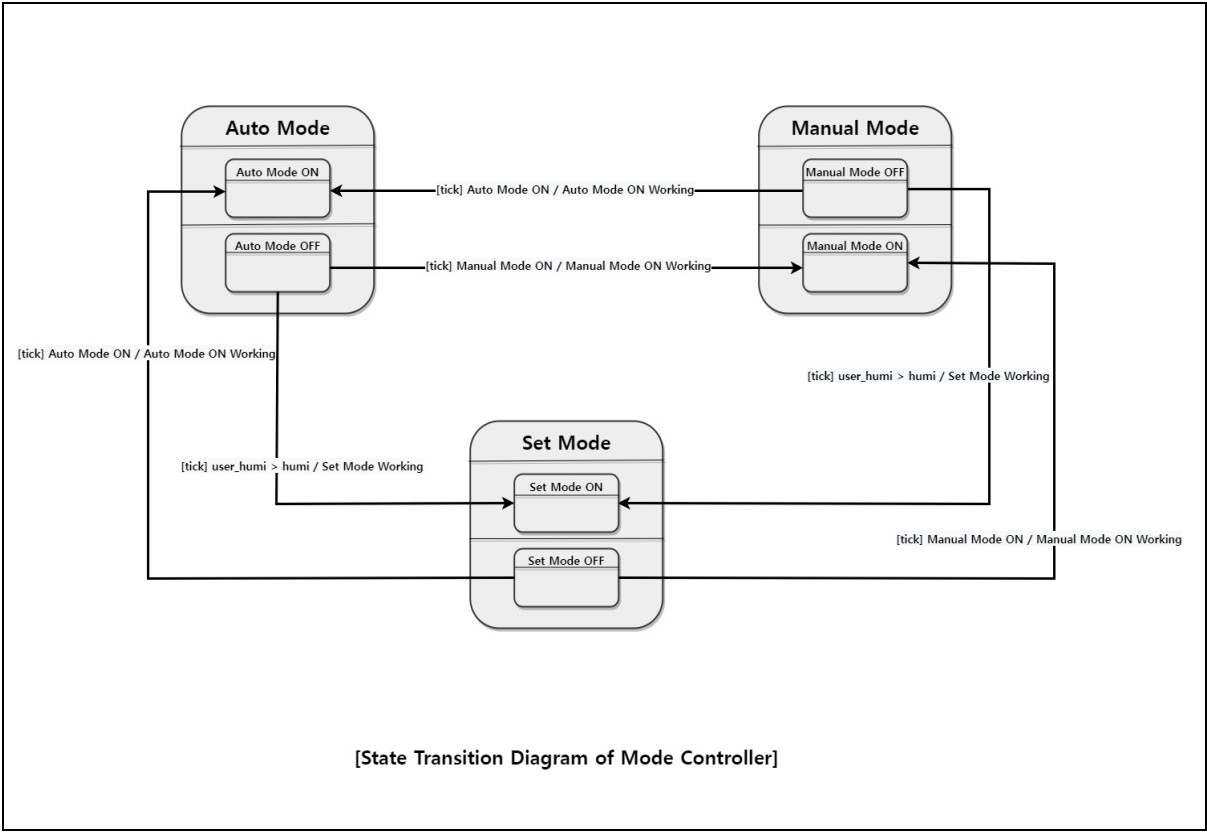 Auto Mode
Manual Mode
Auto Mode ON
Manual Mode OFF
[tick] Auto Mode ON / Auto Mode ON Working
Auto Mode OFF
Manual Mode ON
[tick] Manual Mode ON / Manual Mode ON Working
[tick] Auto Mode ON / Auto Mode ON Working
[tick] user_humi > humi / Set Mode Working
Set Mode
[tick] user_humi > humi / Set Mode Working
Set Mode ON
[tick] Manual Mode ON / Manual Mode ON Working
Set Mode OFF
[State Transition Diagram of Mode Controller]